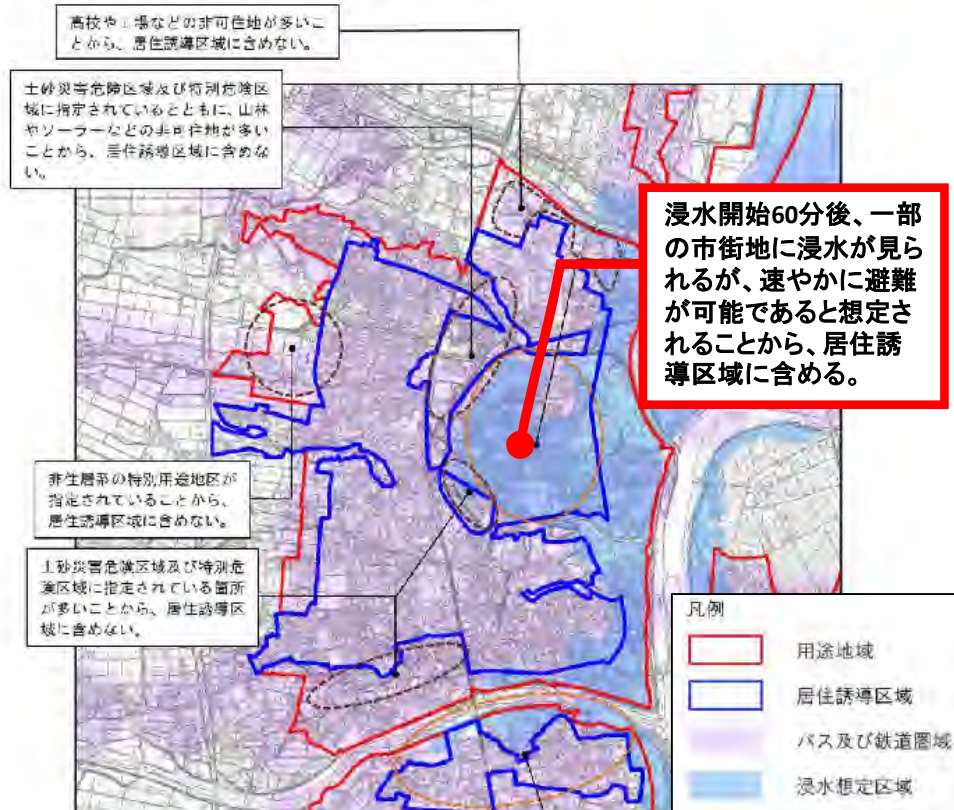 高校や工場などの非可住地が多いこ
とから、居住誘導区域に含めない。
土砂災害危険区域及び特別危険区
域に指定されているとともに、山林
やソーラーなどの非可住地が多い
ことから、居住誘導区域に含めな
い。
浸水開始60分後、一部
の市街地に浸水が見ら
れるが、速やかに避難
が可能であると想定さ
れることから、居住誘
導区域に含める。
非住居系の特別用途地区が
指定されていることから、
居住誘導区域に含めない。
土砂災害危険区域及び特別危
険区域に指定されている箇所
が多いことから、居住誘導区
域に含めない。
凡例
用途地域
居住誘導区域
バス及び鉄道圏域
浸水想定区域